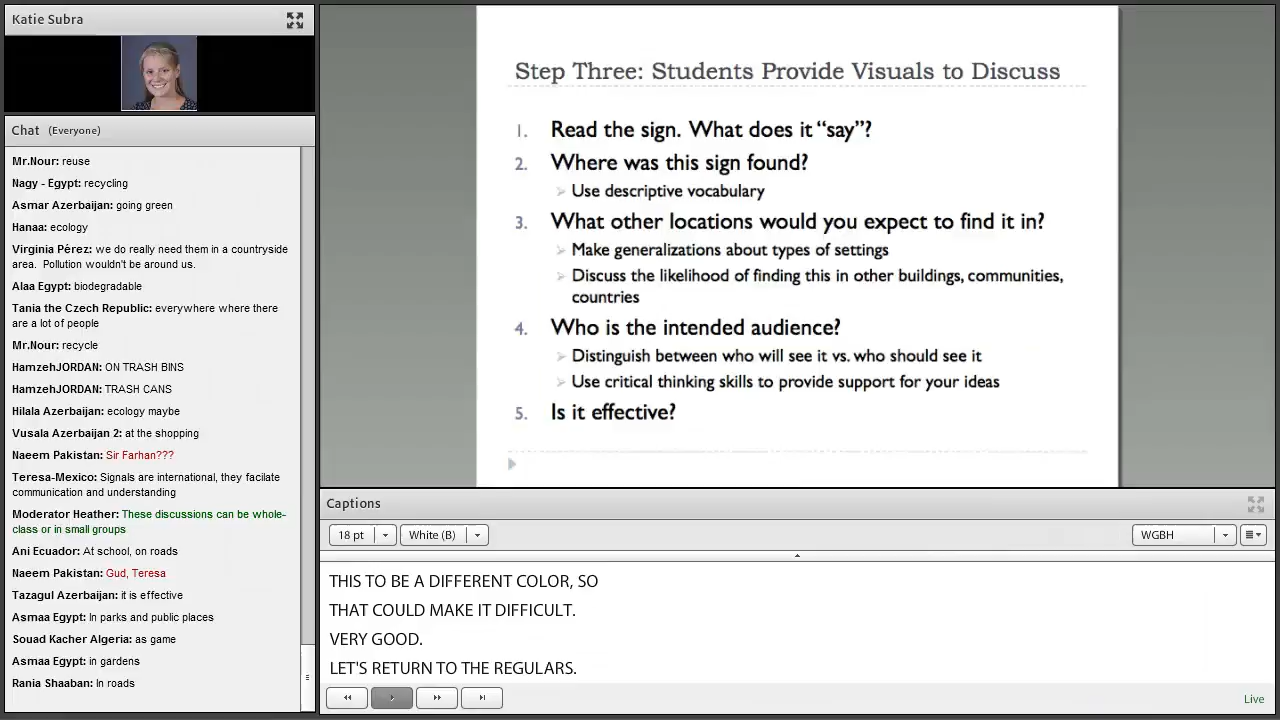 Katie Subra
Chat (Everyone)
Mr.Nour: reuse
Nagy - Egypt: recycling
Asmar Azerbaijan: going green
Hanaa: ecology
Virginia Pérez: we do really need them in a countryside
area. Pollution wouldn't be around us.
Alaa Egypt: biodegradable
Tania the Czech Republic: everywhere where there
are a lot of people
Mr.Nour: recycle
HamzehJORDAN: ON TRASH BINS
HamzehJORDAN: TRASH CANS
Hilala Azerbaijan: ecology maybe
Vusala Azerbaijan 2: at the shopping
Naeem Pakistan: Sir Farhan???
Teresa-Mexico: Signals are international, they facilate
communication and understanding
Moderator Heather: These discussions can be whole-
class or in small groups
Ani Ecuador: At school, on roads
Naeem Pakistan: Gud, Teresa
Tazagul Azerbaijan: it is effective
Asmaa Egypt: In parks and public places
Souad Kacher Algeria: as game
Asmaa Egypt: in gardens
Rania Shaaban: In roads
Step Three: Students Provide Visuals to Discuss
1. Read the sign. What does it “say”?
2. Where was this sign found?
Use descriptive vocabulary
3. What other locations would you expect to find it in?
Make generalizations about types of settings
Discuss the likelihood of finding this in other buildings, communities,
countries
4. Who is the intended audience?
Distinguish between who will see it vs. who should see it
Use critical thinking skills to provide support for your ideas
5. Is it effective?
Captions
18 pt White (B) WGBH
THIS TO BE A DIFFERENT COLOR, SO
THAT COULD MAKE IT DIFFICULT.
VERY GOOD.
LET'S RETURN TO THE REGULARS.
Live